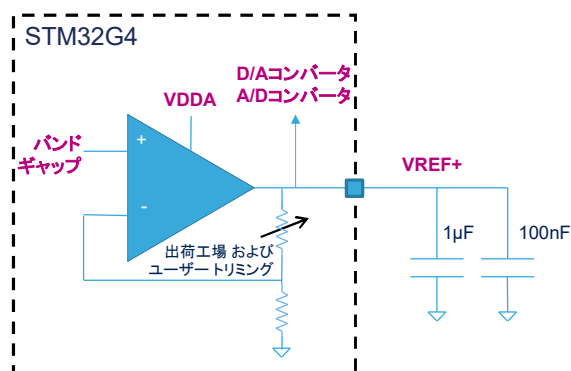 STM32G4
D/Aコンバータ
A/Dコンバータ
VDDA
バンド
ギャップ
+
-
VREF+
出荷工場 および
ユーザートリミング
1µF
100nF